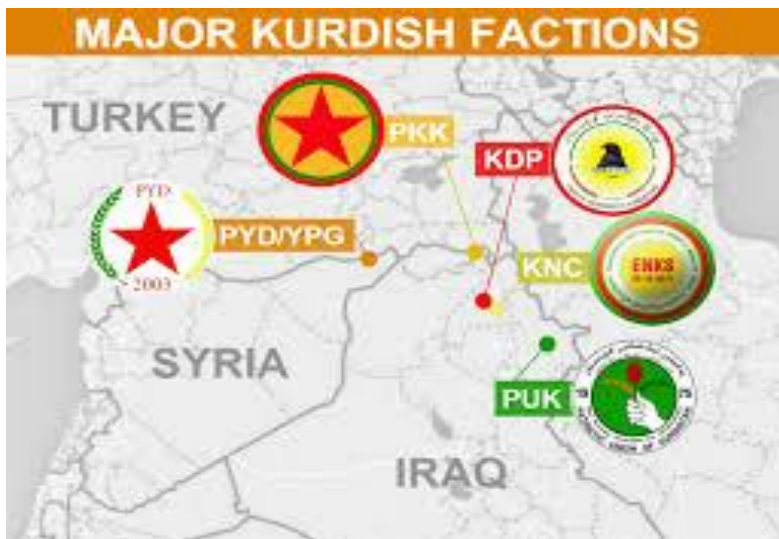 MAJOR KURDISH FACTIONS
TURKEY
PKK
KDP
PYD
PYD/YPG
2003
KNC
ENKS
SYRIA
PUK
IRAQ